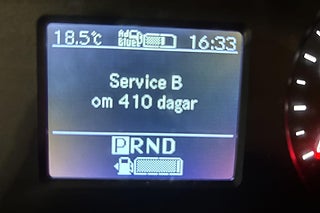 18.5°c AdBlue 16:33
Service B
om 410 dagar
PRND